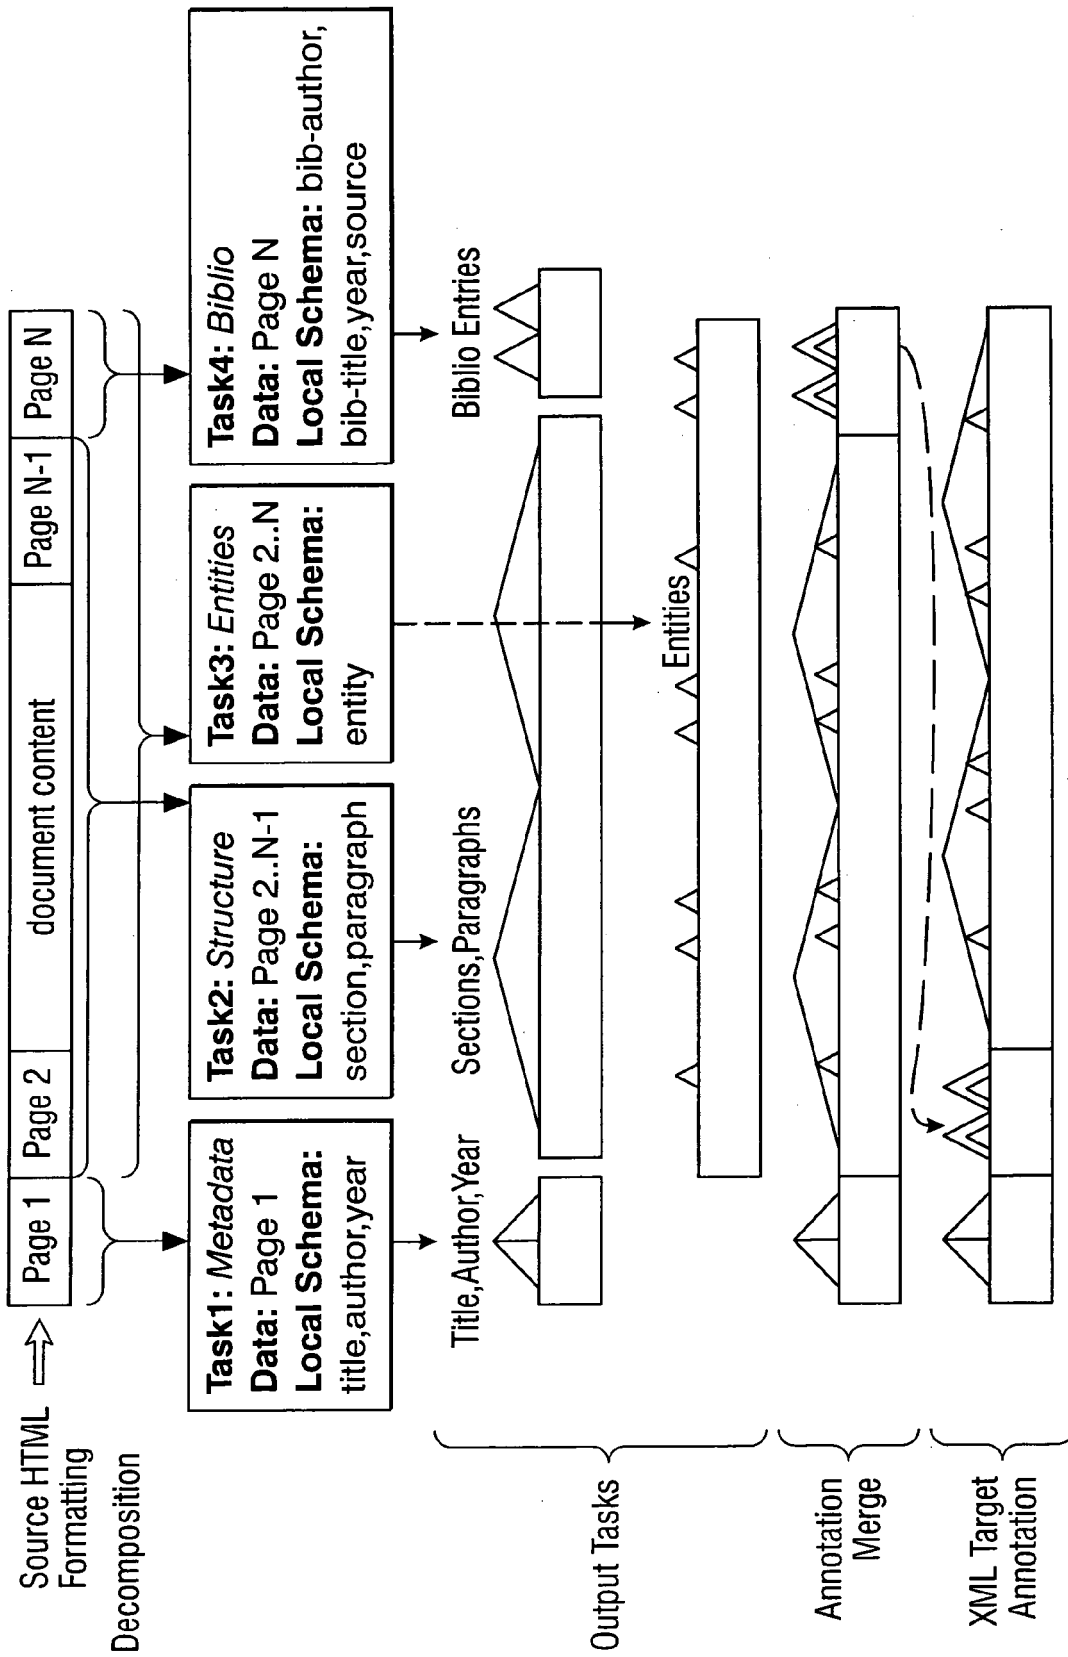 Source HTML
Formatting
Page 1
Page 2
document content
Page N-1
Page N
Decomposition
Task1: Metadata
Data: Page 1
Local Schema:
title,author,year
Task2: Structure
Data: Page 2..N-1
Local Schema:
section,paragraph
Task3: Entities
Data: Page 2..N
Local Schema:
entity
Task4: Biblio
Data: Page N
Local Schema: bib-author,
bib-title,year,source
Output Tasks
Title,Author,Year
Sections,Paragraphs
Biblio Entries
Entities
Annotation
Merge
XML Target
Annotation